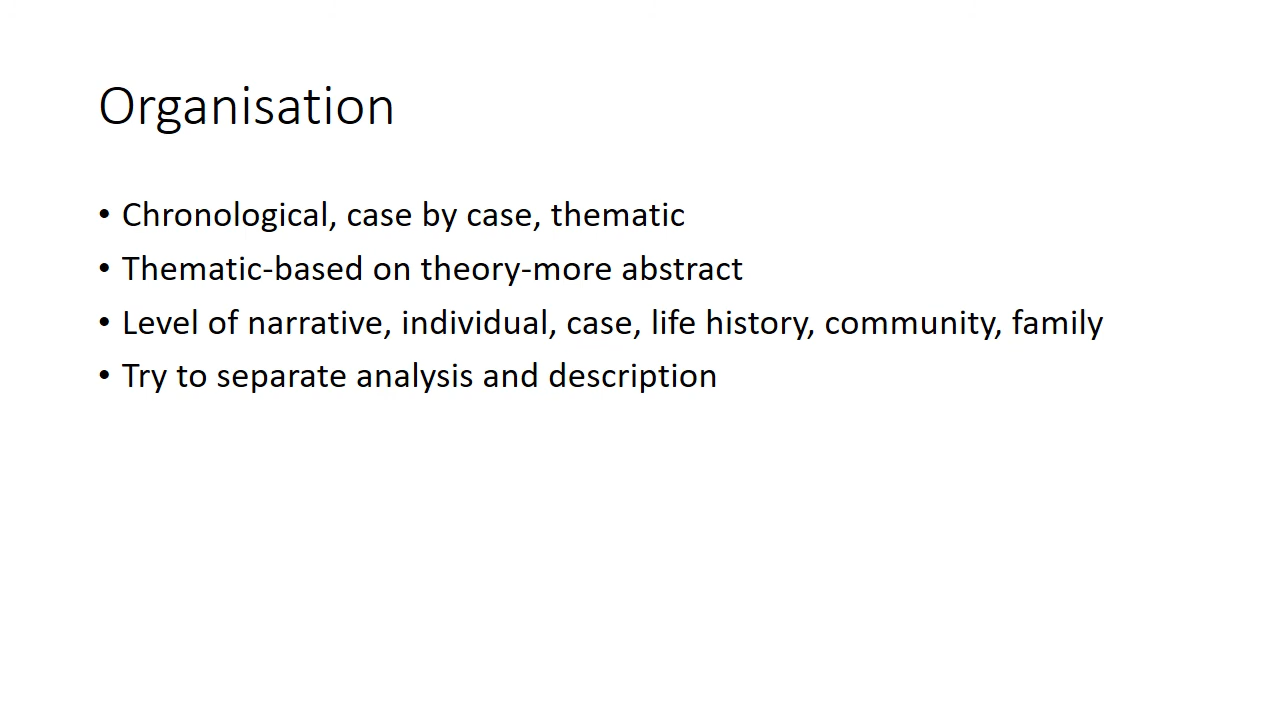 Organisation
• Chronological, case by case, thematic
• Thematic-based on theory-more abstract
• Level of narrative, individual, case, life history, community, family
• Try to separate analysis and description